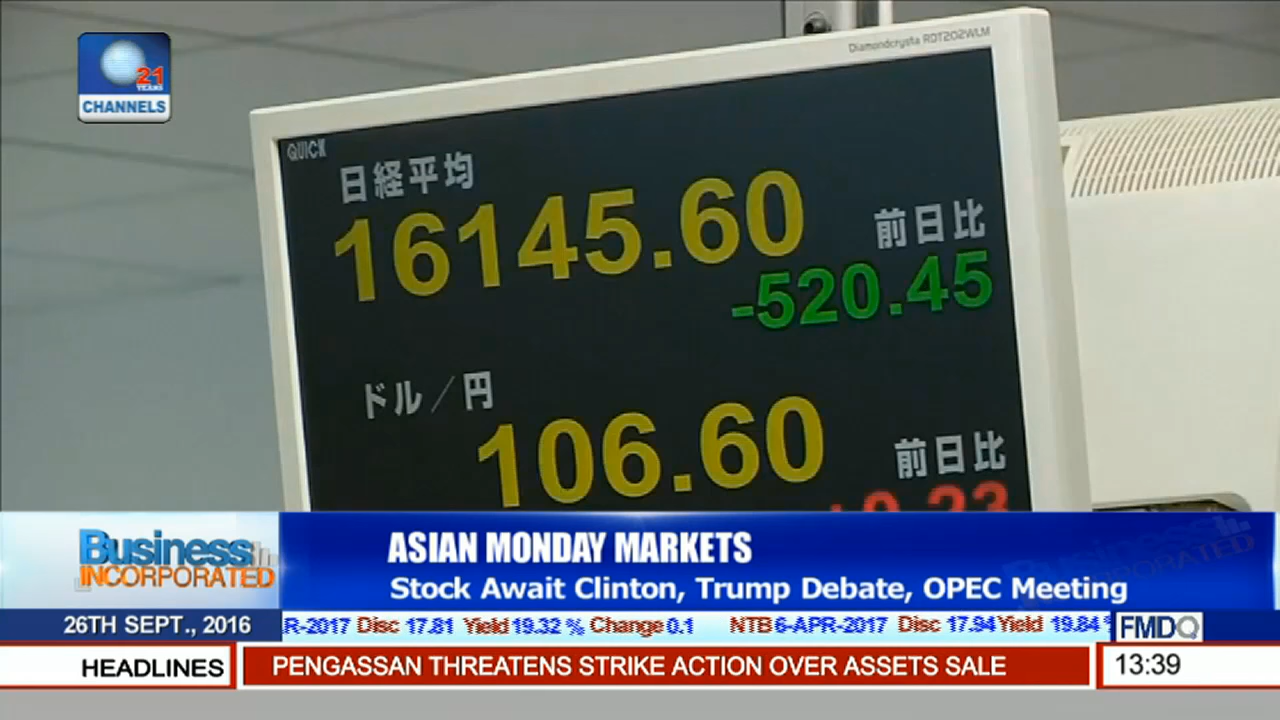 Diamondcrysta RDT202WLM
21
YEARS
CHANNELS
QUICK
日経平均
16145.60
前日比
-520.45
ドル/円
106.60
前日比
Business
INCORPORATED
ASIAN MONDAY MARKETS
Stock Await Clinton, Trump Debate, OPEC Meeting
26TH SEPT., 2016
R-2017 Disc 17.81 Yield 19.32 % Change 0.1 NTB 6-APR-2017 Disc 17.94 Yield 19.84
FMDQ
HEADLINES
PENGASSAN THREATENS STRIKE ACTION OVER ASSETS SALE
13:39